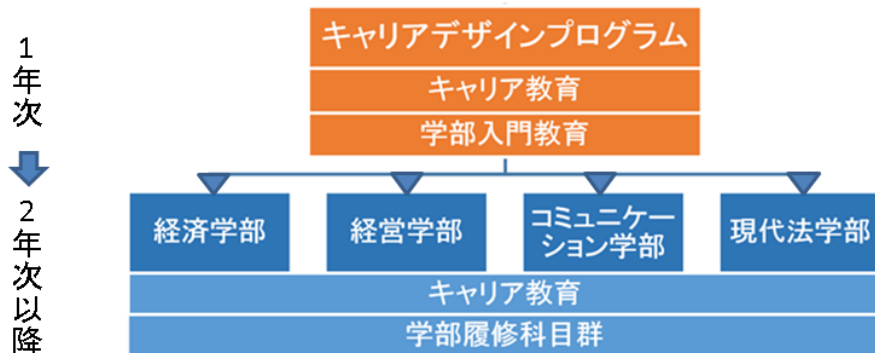 1年次
キャリアデザインプログラム
キャリア教育
学部入門教育
2年次以降
経済学部
経営学部
コミュニケー
ション学部
現代法学部
キャリア教育
学部履修科目群